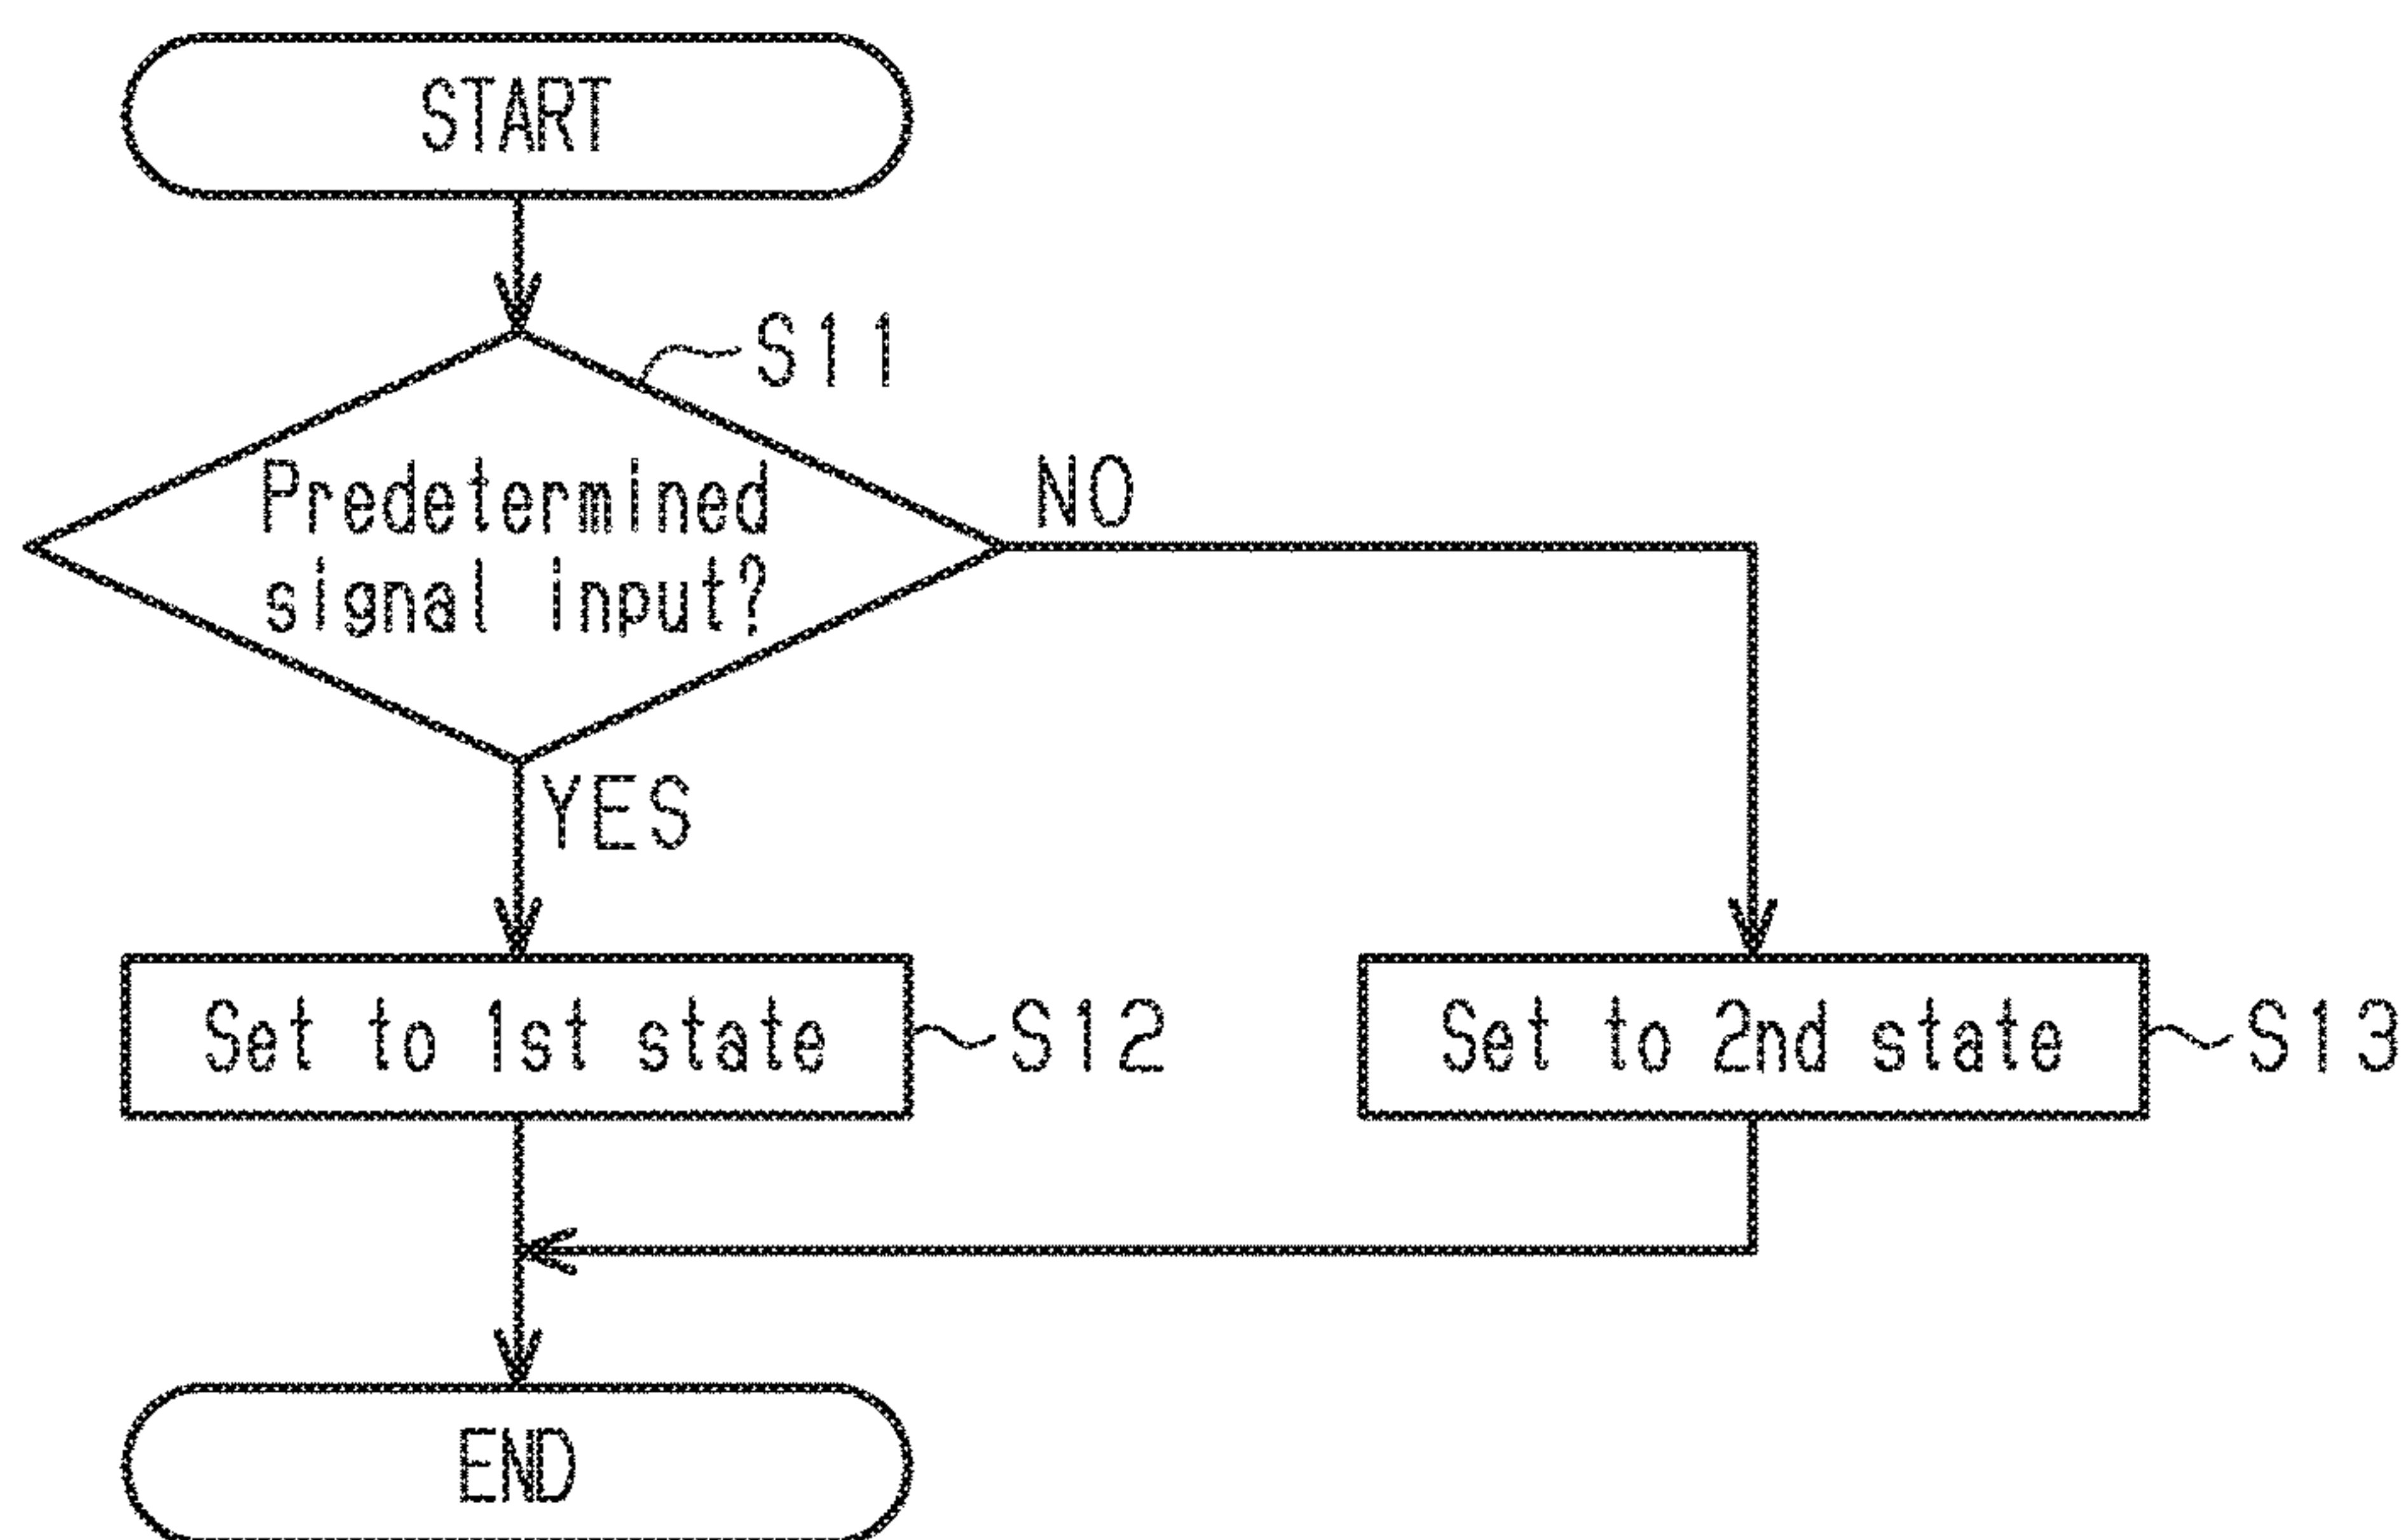 START
S11
Predetermined
signal input?
NO
YES
Set to 1st state
S12
Set to 2nd state
S13
END